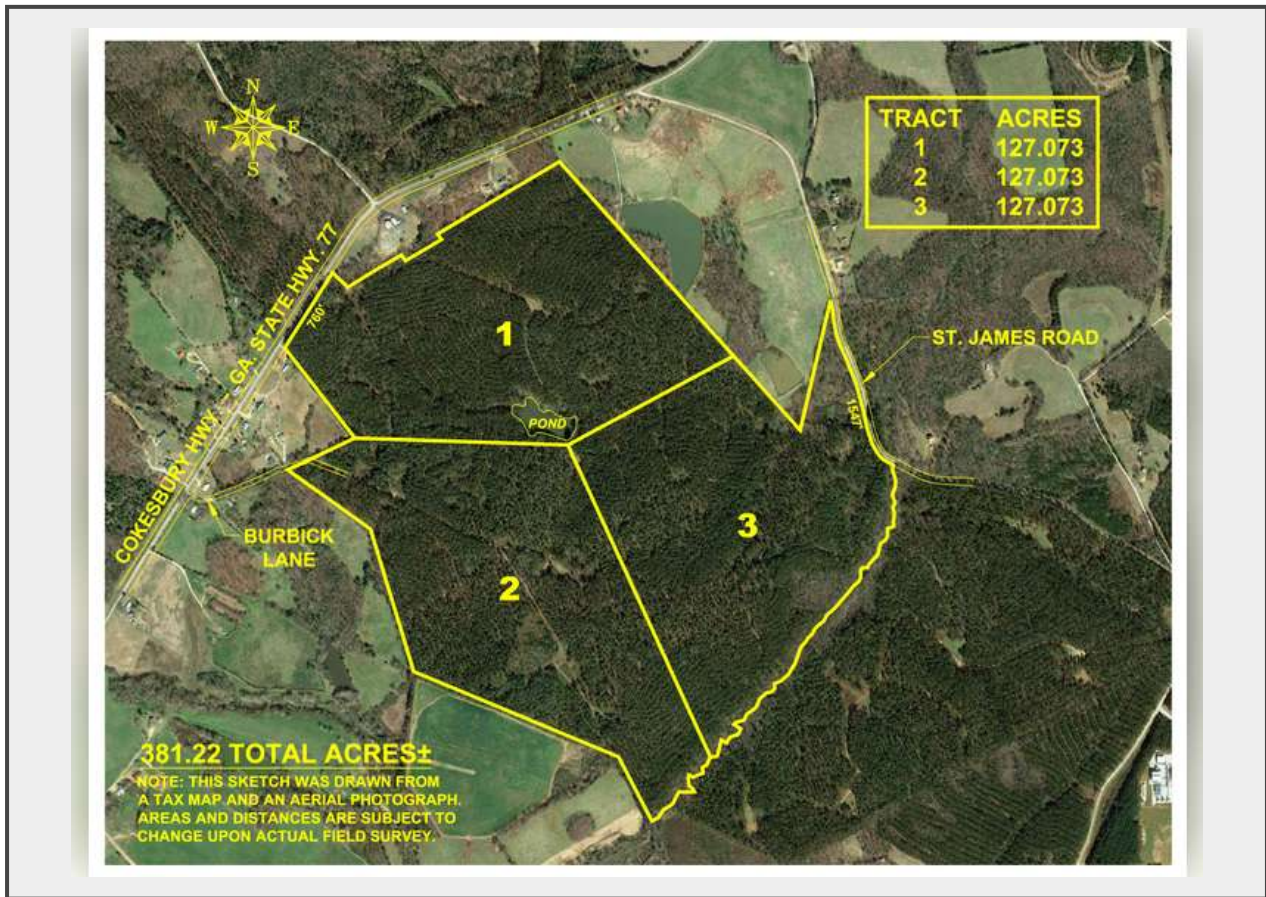 N
W E
S
TRACT ACRES
1 127.073
2 127.073
3 127.073
COKESBURY HWY. - GA. STATE HWY. 77
760'
1
ST. JAMES ROAD
1547'
POND
BURBICK
LANE
3
2
381.22 TOTAL ACRES±
NOTE: THIS SKETCH WAS DRAWN FROM
A TAX MAP AND AN AERIAL PHOTOGRAPH.
AREAS AND DISTANCES ARE SUBJECT TO
CHANGE UPON ACTUAL FIELD SURVEY.